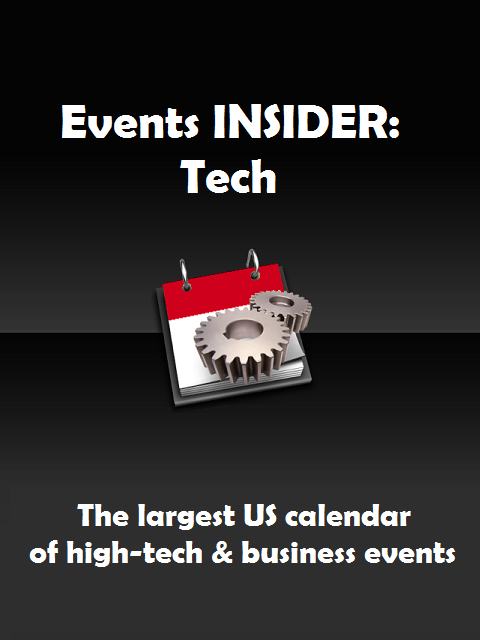 Events INSIDER:
Tech
The largest US calendar
of high-tech & business events